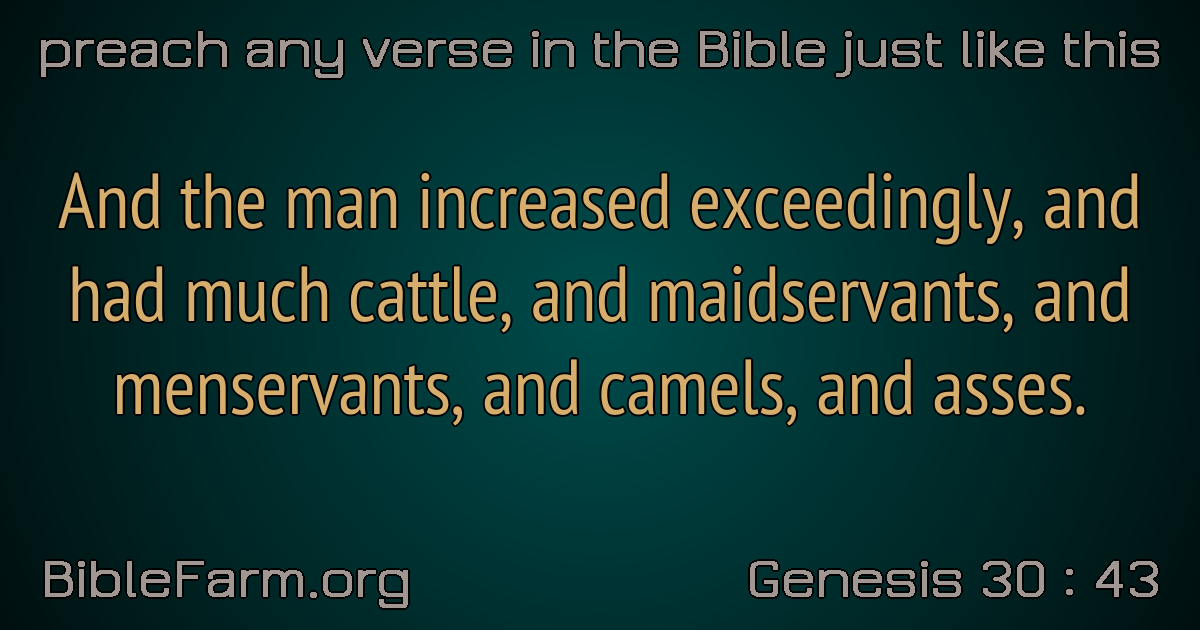 preach any verse in the Bible just like this
And the man increased exceedingly, and
had much cattle, and maidservants, and
menservants, and camels, and asses.
BibleFarm.org
Genesis 30 : 43